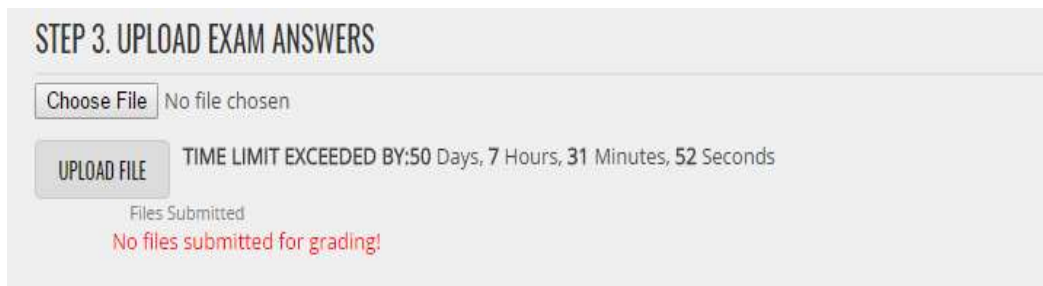 STEP 3. UPLOAD EXAM ANSWERS
Choose File No file chosen
UPLOAD FILE TIME LIMIT EXCEEDED BY:50 Days, 7 Hours, 31 Minutes, 52 Seconds
Files Submitted
No files submitted for grading!